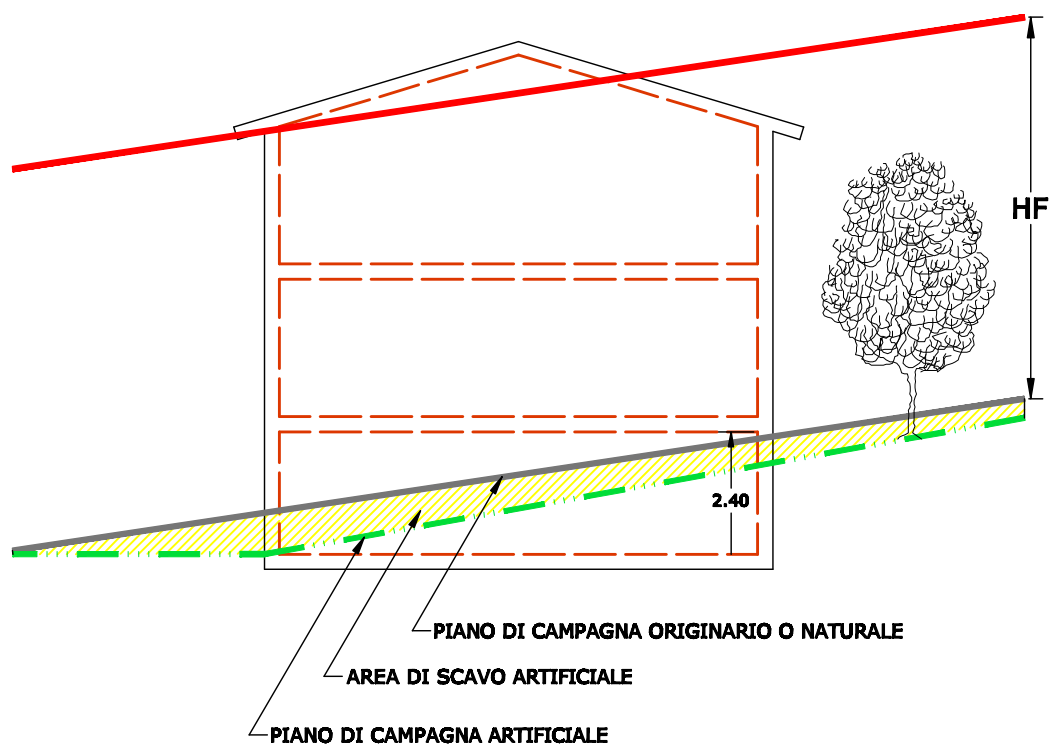 HF
2.40
PIANO DI CAMPAGNA ORIGINARIO O NATURALE
AREA DI SCAVO ARTIFICIALE
PIANO DI CAMPAGNA ARTIFICIALE